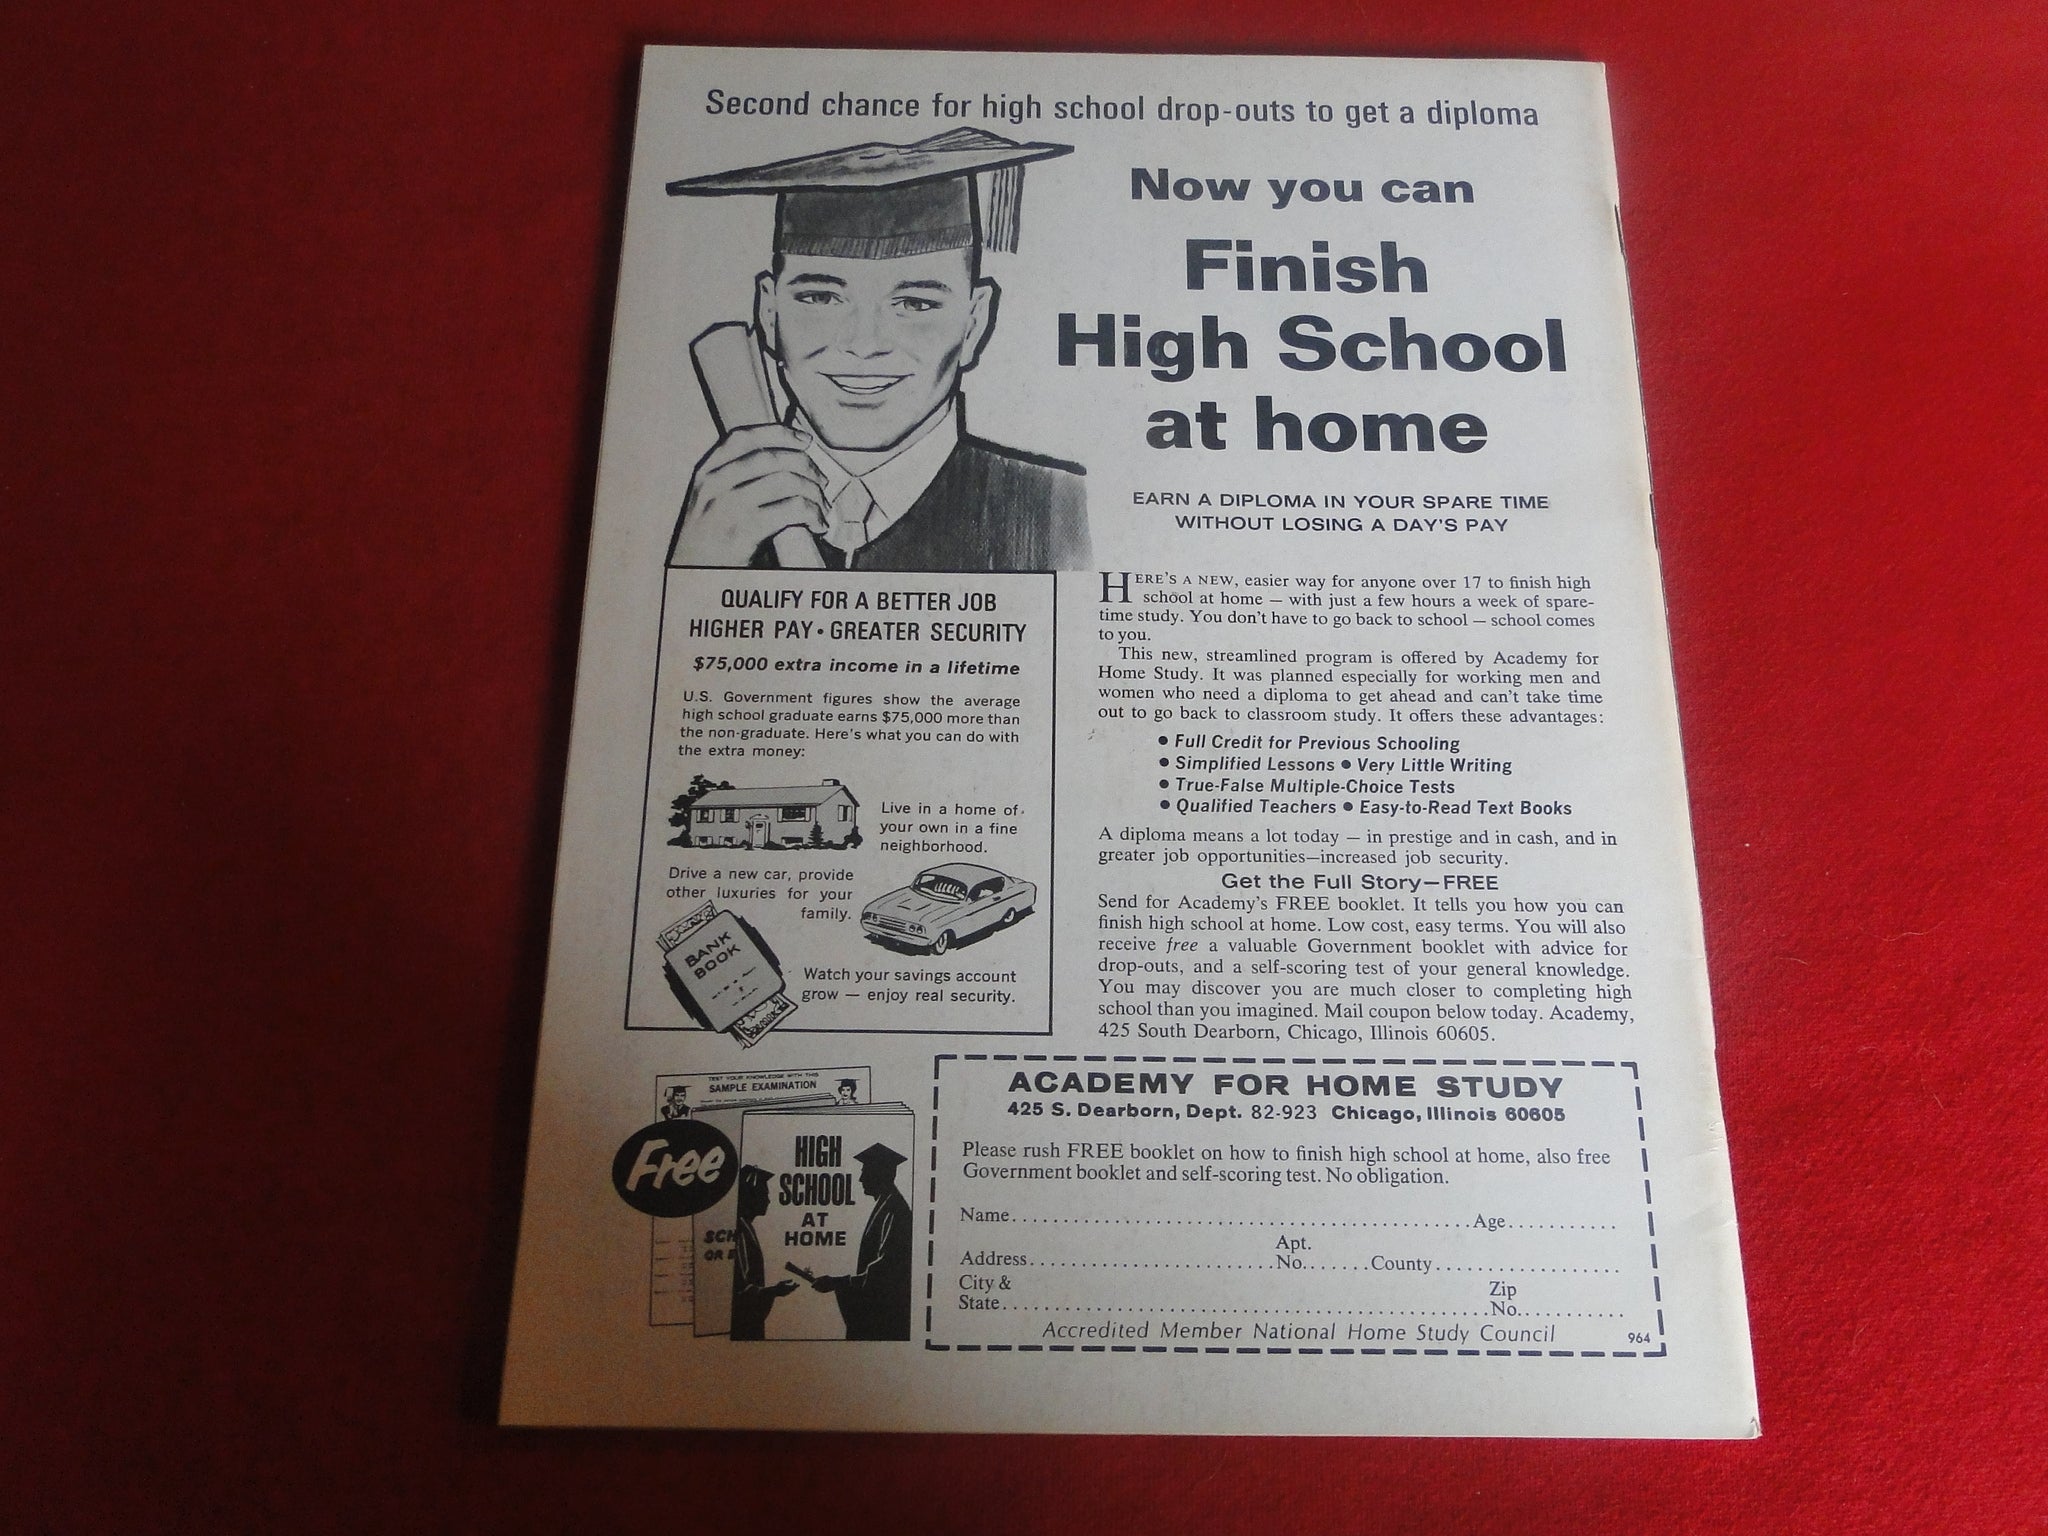 Second chance for high school drop-outs to get a diploma
Now you can
Finish
High School
at home
EARN A DIPLOMA IN YOUR SPARE TIME
WITHOUT LOSING A DAY'S PAY
QUALIFY FOR A BETTER JOB
HIGHER PAY • GREATER SECURITY
$75,000 extra income in a lifetime
U.S. Government figures show the average
high school graduate earns $75,000 more than
the non-graduate. Here's what you can do with
the extra money:
Live in a home of
your own in a fine
neighborhood.
Drive a new car, provide
other luxuries for your
family.
BANK
BOOK
Watch your savings account
grow — enjoy real security.
HERE'S A NEW, easier way for anyone over 17 to finish high
school at home — with just a few hours a week of spare-
time study. You don't have to go back to school — school comes
to you.
This new, streamlined program is offered by Academy for
Home Study. It was planned especially for working men and
women who need a diploma to get ahead and can't take time
out to go back to classroom study. It offers these advantages:
• Full Credit for Previous Schooling
• Simplified Lessons • Very Little Writing
• True-False Multiple-Choice Tests
• Qualified Teachers • Easy-to-Read Text Books
A diploma means a lot today — in prestige and in cash, and in
greater job opportunities—increased job security.
Get the Full Story—FREE
Send for Academy's FREE booklet. It tells you how you can
finish high school at home. Low cost, easy terms. You will also
receive free a valuable Government booklet with advice for
drop-outs, and a self-scoring test of your general knowledge.
You may discover you are much closer to completing high
school than you imagined. Mail coupon below today. Academy,
425 South Dearborn, Chicago, Illinois 60605.
TEST YOUR KNOWLEDGE WITH THIS
SAMPLE EXAMINATION
Free
SCH
OR
HIGH
SCHOOL
AT
HOME
ACADEMY FOR HOME STUDY
425 S. Dearborn, Dept. 82-923 Chicago, Illinois 60605
Please rush FREE booklet on how to finish high school at home, also free
Government booklet and self-scoring test. No obligation.
Name..........Age..........
Apt.
Address..........No.......County..........
City & Zip
State..........No..........
Accredited Member National Home Study Council 964